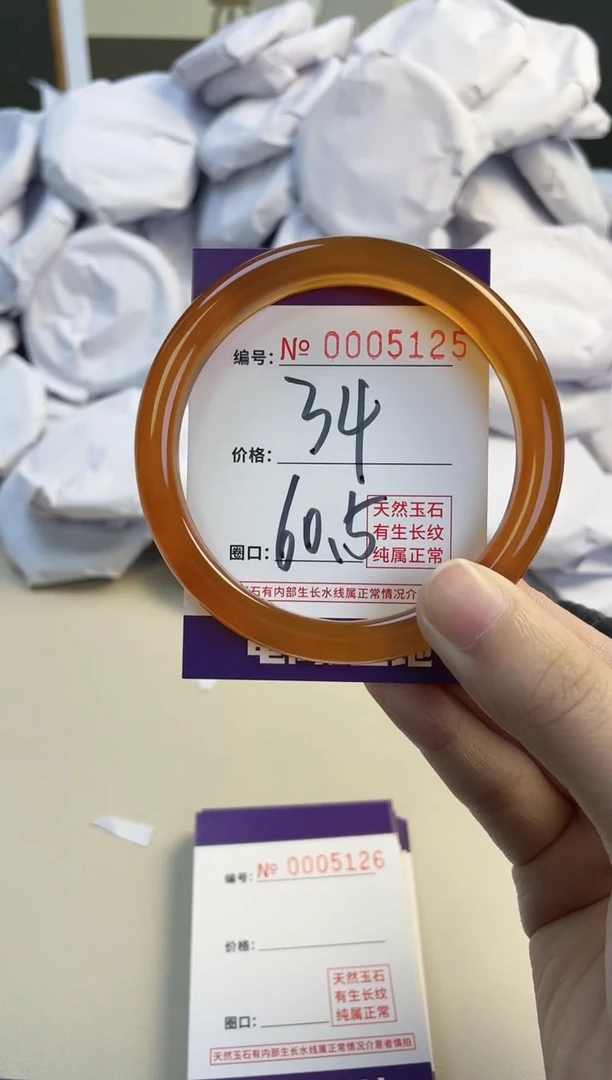 编号: № 0005125
价格: 34
圈口: 60.5
天然玉石
有生长纹
纯属正常
玉石有内部生长水线属正常情况介
编号: № 0005126
价格:
圈口:
天然玉石
有生长纹
纯属正常
天然玉石有内部生长水线属正常情况介意者慎拍